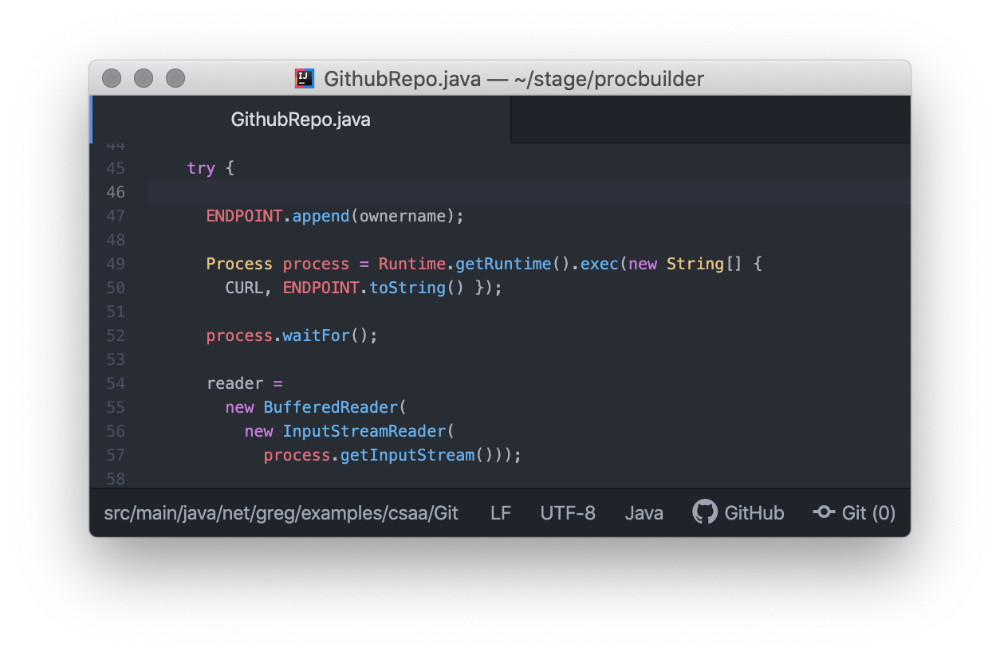 IJ GithubRepo.java — ~/stage/procbuilder
GithubRepo.java
44
45 try {
46
47 ENDPOINT.append(ownername);
48
49 Process process = Runtime.getRuntime().exec(new String[] {
50 CURL, ENDPOINT.toString() });
51
52 process.waitFor();
53
54 reader =
55 new BufferedReader(
56 new InputStreamReader(
57 process.getInputStream()));
58
src/main/java/net/greg/examples/csaa/Git LF UTF-8 Java GitHub Git (0)